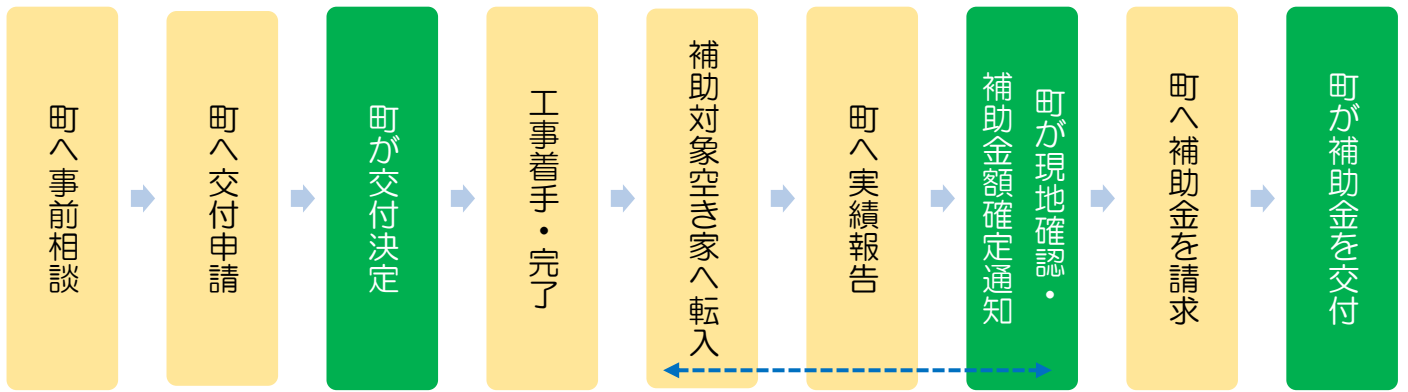 町へ事前相談
町へ交付申請
町が交付決定
工事着手・完了
補助対象空き家へ転入
町へ実績報告
町が現地確認・
補助金額確定通知
町へ補助金を請求
町が補助金を交付